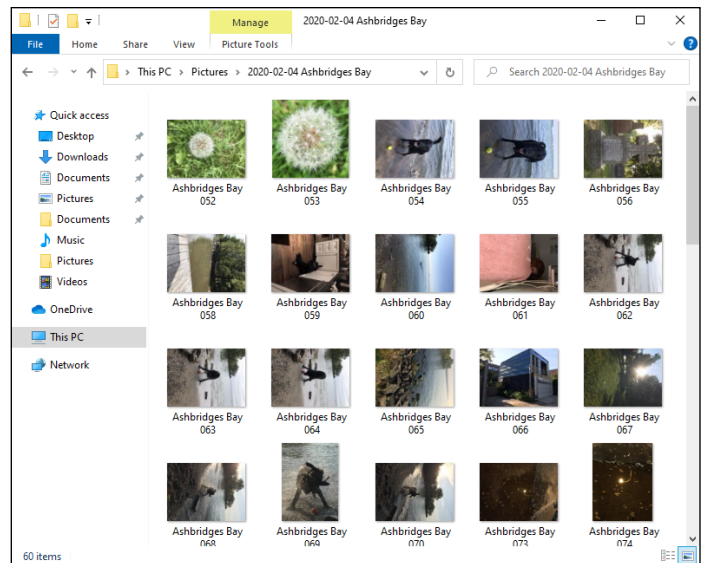 Manage
2020-02-04 Ashbridges Bay
File
Home
Share
View
Picture Tools
This PC > Pictures > 2020-02-04 Ashbridges Bay
Search 2020-02-04 Ashbridges Bay
Quick access
Desktop
Downloads
Documents
Pictures
Documents
Music
Pictures
Videos
OneDrive
This PC
Network
Ashbridges Bay
052
Ashbridges Bay
053
Ashbridges Bay
054
Ashbridges Bay
055
Ashbridges Bay
056
Ashbridges Bay
058
Ashbridges Bay
059
Ashbridges Bay
060
Ashbridges Bay
061
Ashbridges Bay
062
Ashbridges Bay
063
Ashbridges Bay
064
Ashbridges Bay
065
Ashbridges Bay
066
Ashbridges Bay
067
Ashbridges Bay
068
Ashbridges Bay
069
Ashbridges Bay
070
Ashbridges Bay
073
Ashbridges Bay
074
60 items